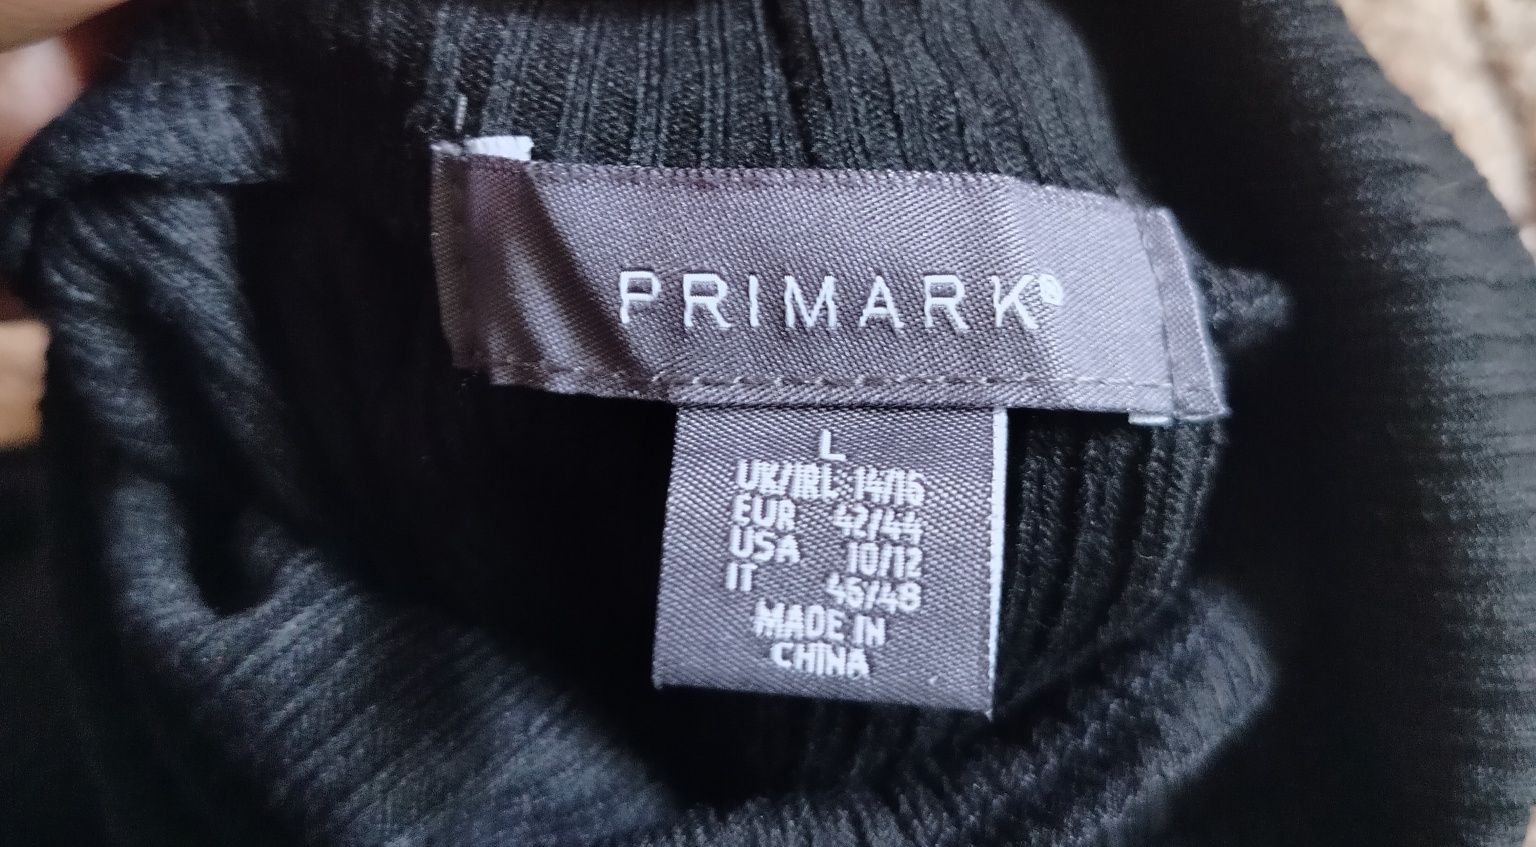 PRIMARK®
L
UK/IRL 14/16
EUR 42/44
USA 10/12
IT 46/48
MADE IN
CHINA